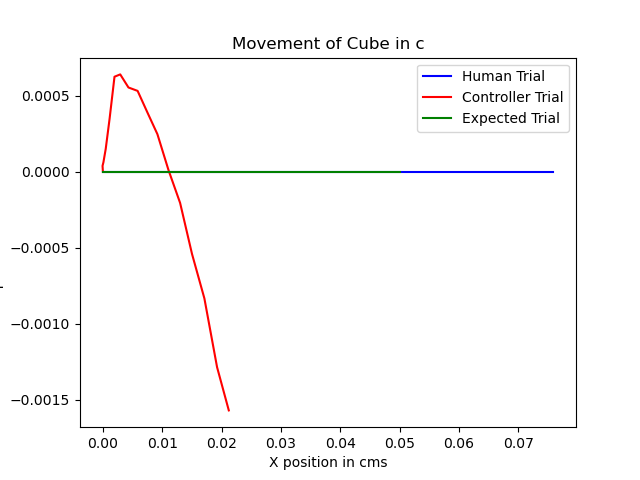 Movement of Cube in c
Human Trial
Controller Trial
Expected Trial
0.0005
0.0000
−0.0005
−0.0010
−0.0015
0.00 0.01 0.02 0.03 0.04 0.05 0.06 0.07
X position in cms